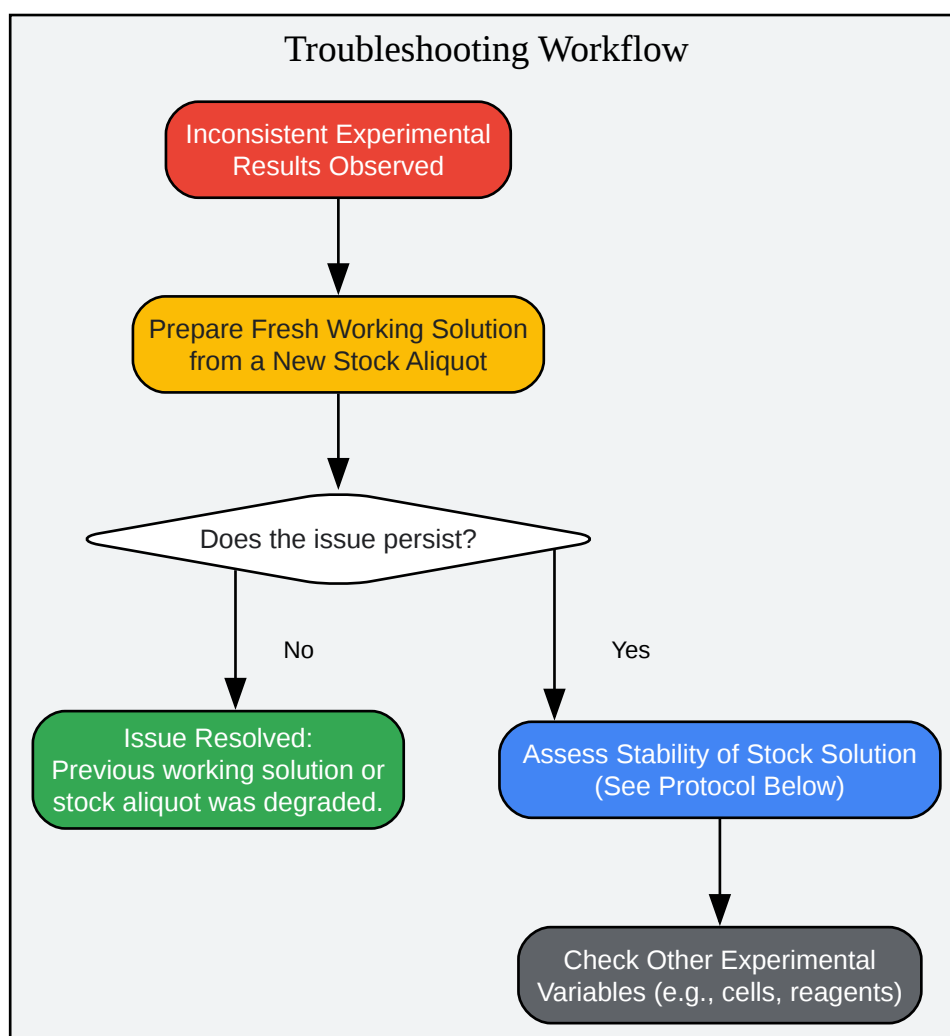 Troubleshooting Workflow
Inconsistent Experimental
Results Observed
Prepare Fresh Working Solution
from a New Stock Aliquot
Does the issue persist?
No
Yes
Issue Resolved:
Previous working solution or
stock aliquot was degraded.
Assess Stability of Stock Solution
(See Protocol Below)
Check Other Experimental
Variables (e.g., cells, reagents)